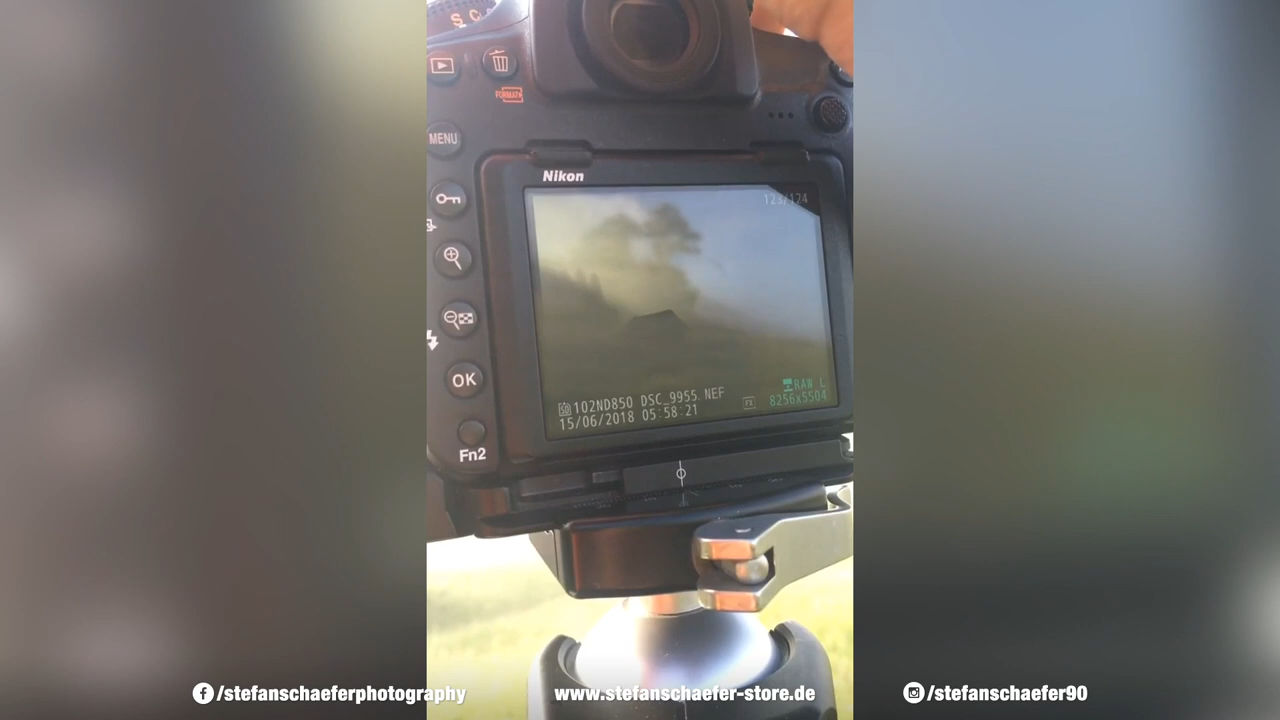 S C
FORMAT
MENU
Nikon
123/124
102ND850 DSC_9955.NEF
15/06/2018 05:58:21
FX
RAW L
8256x5504
OK
Fn2
/stefanschaeferphotography
www.stefanschaefer-store.de
/stefanschaefer90